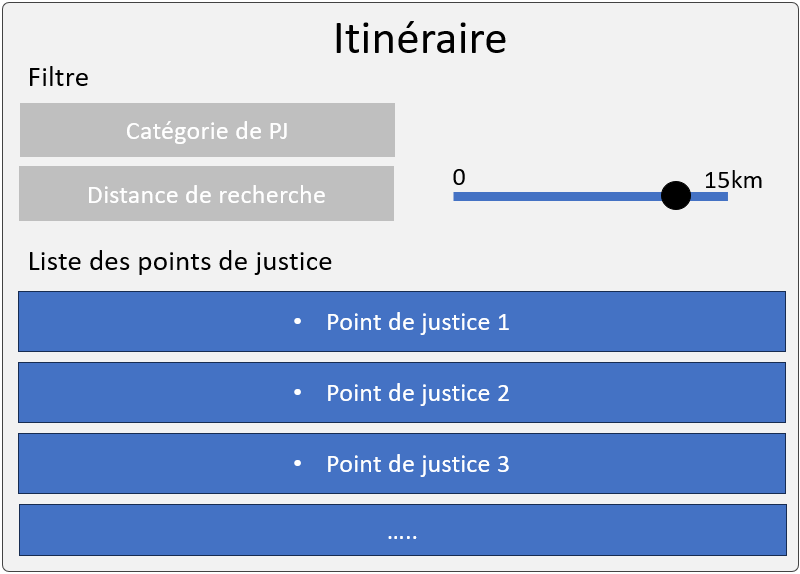 Itinéraire
Filtre
Catégorie de PJ
Distance de recherche
0
15km
Liste des points de justice
• Point de justice 1
• Point de justice 2
• Point de justice 3
.....